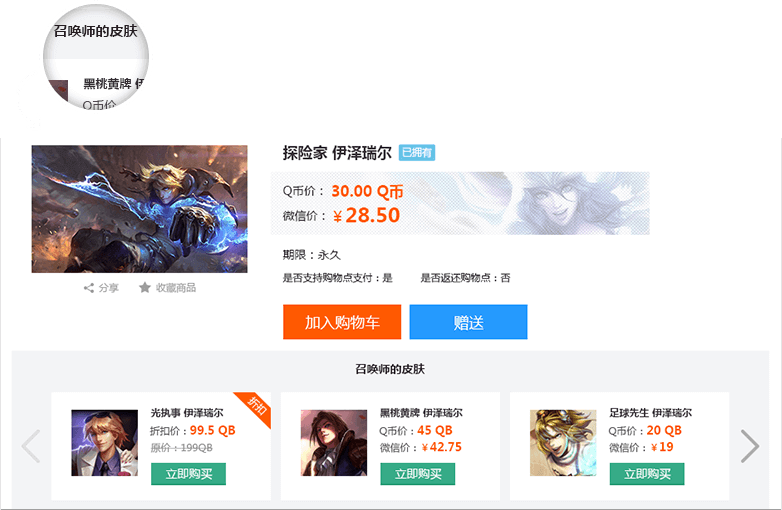 召唤师的皮肤
黑桃黄牌 伊
Q币价
探险家 伊泽瑞尔 已拥有
Q币价： 30.00 Q币
微信价： ￥28.50
期限：永久
是否支持购物点支付：是 是否返还购物点：否
分享 收藏商品
加入购物车 赠送
召唤师的皮肤
光执事 伊泽瑞尔
折扣价： 99.5 QB
原价：199QB
立即购买
折扣
黑桃黄牌 伊泽瑞尔
Q币价： 45 QB
微信价：￥42.75
立即购买
足球先生 伊泽瑞尔
Q币价： 20 QB
微信价：￥19
立即购买